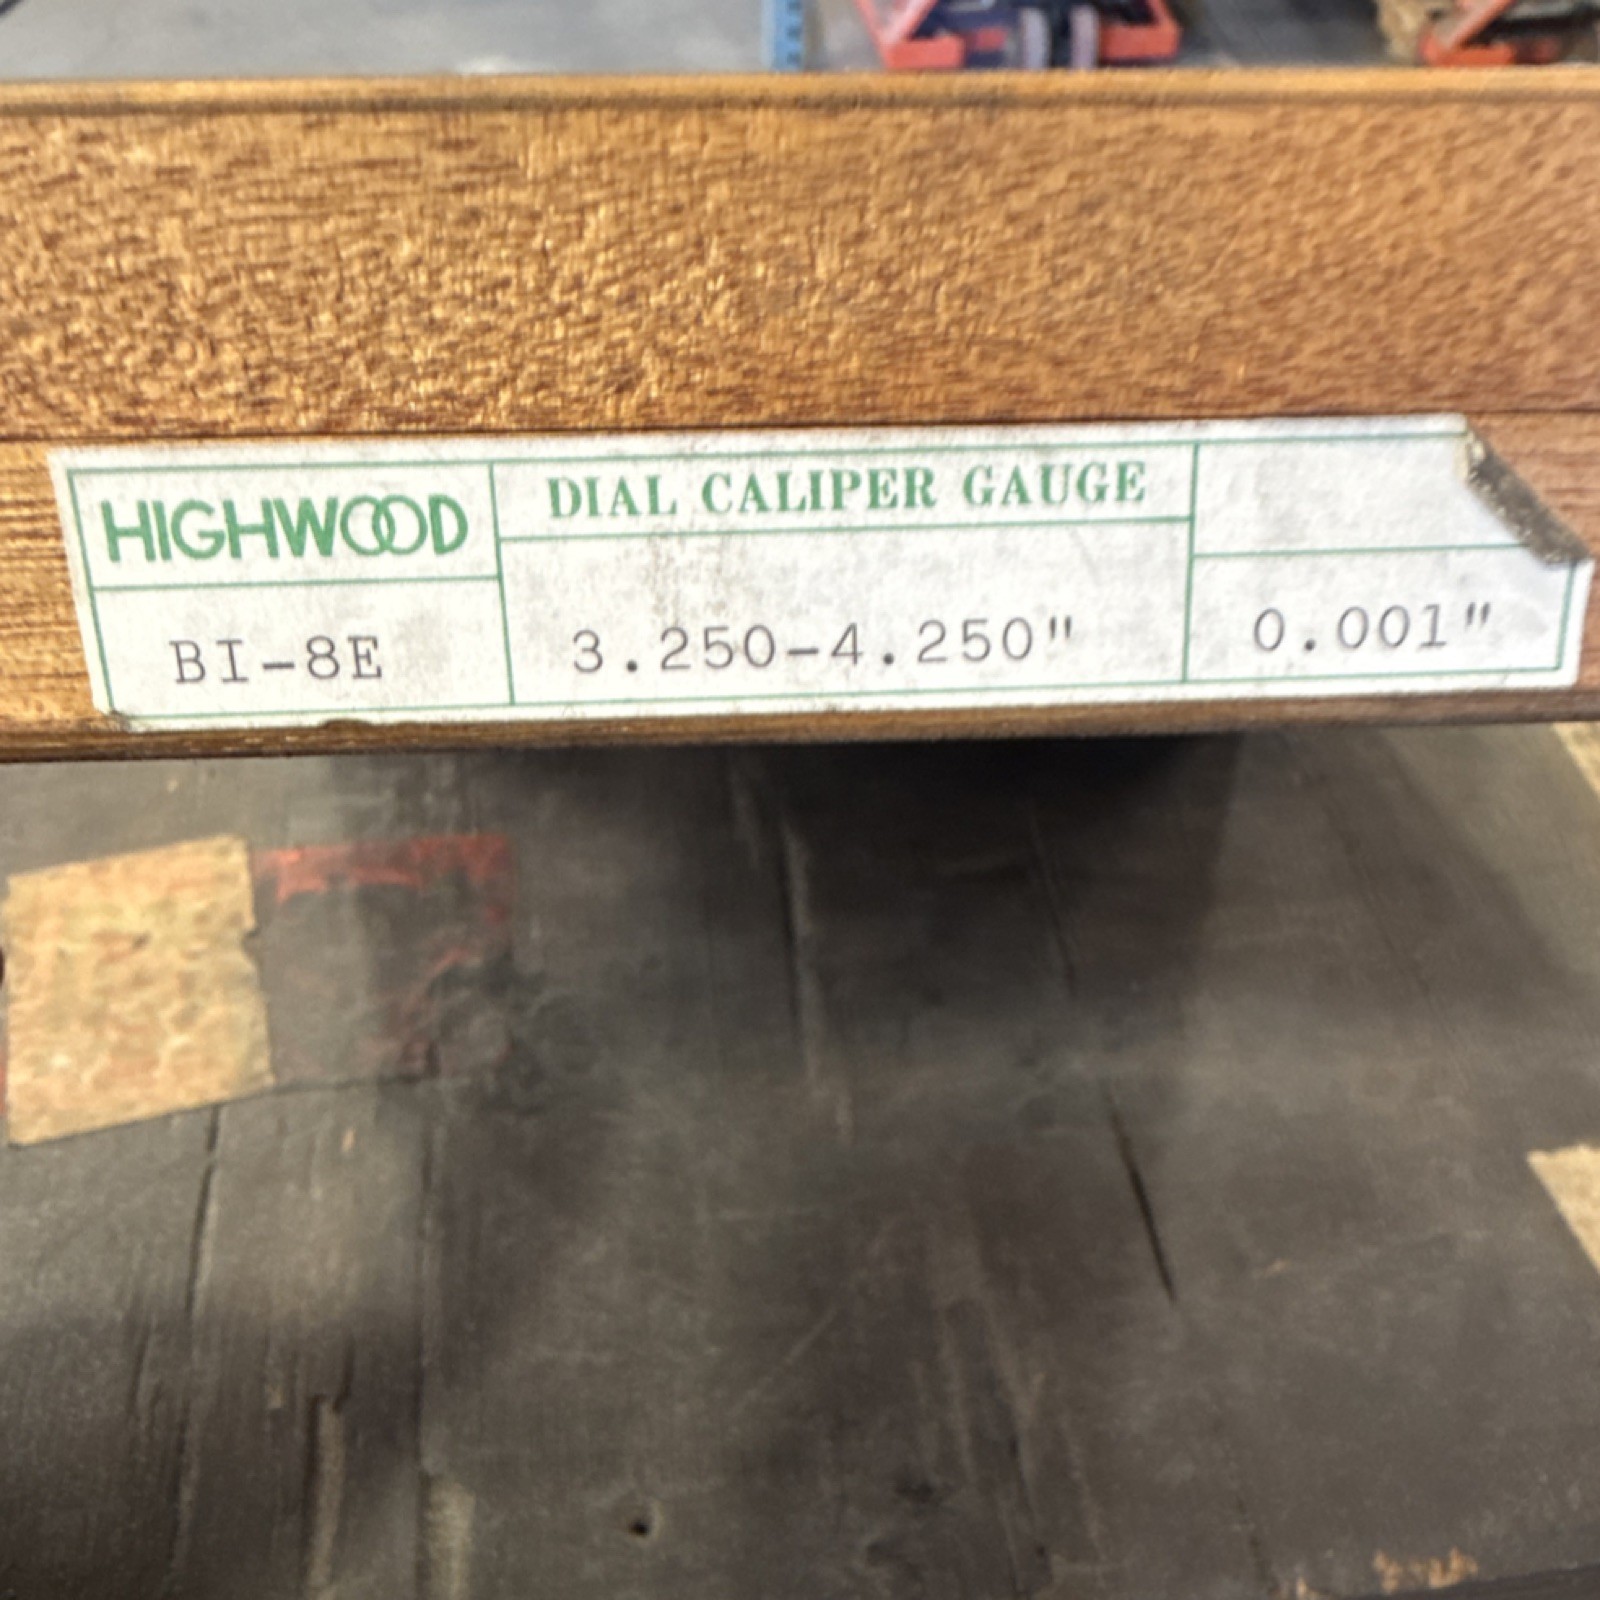 HIGHWOOD
DIAL CALIPER GAUGE
BI-8E
3.250-4.250"
0.001"